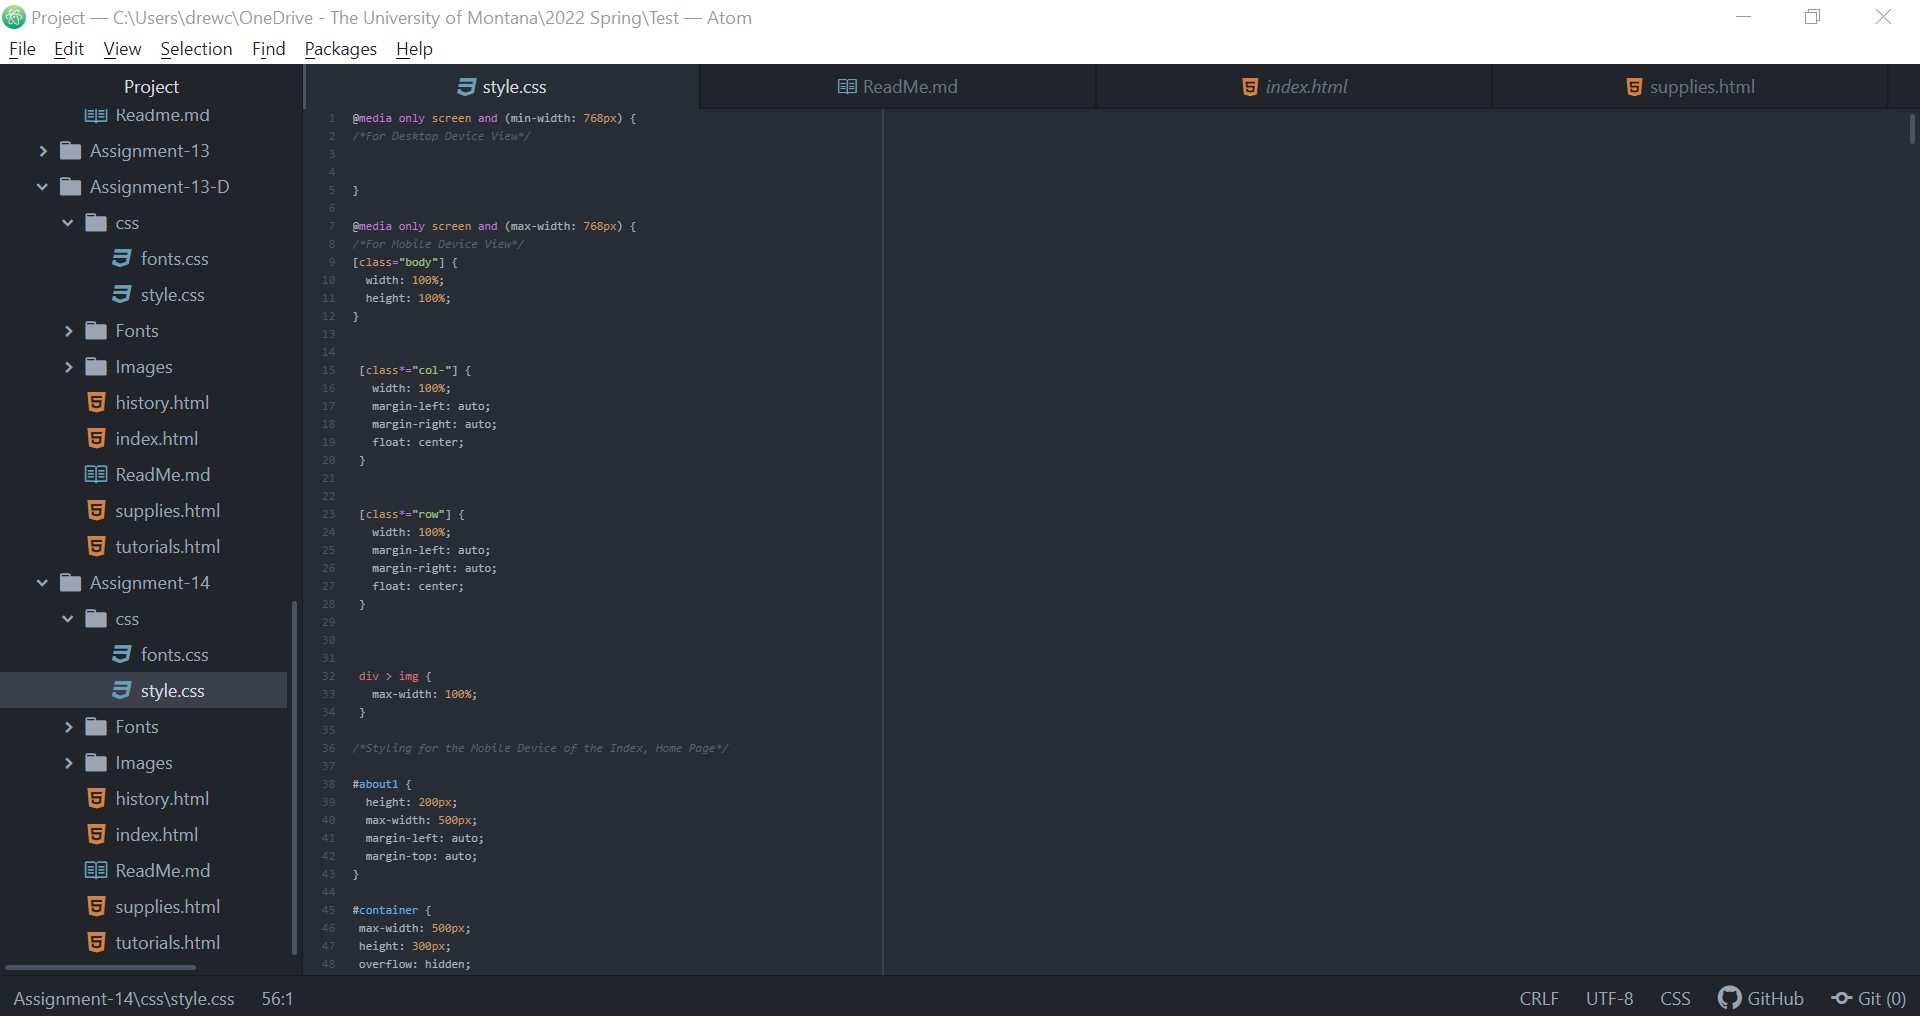 Project — C:\Users\drewc\OneDrive - The University of Montana\2022 Spring\Test — Atom
File Edit View Selection Find Packages Help
Project
Readme.md
Assignment-13
Assignment-13-D
css
fonts.css
style.css
Fonts
Images
history.html
index.html
ReadMe.md
supplies.html
tutorials.html
Assignment-14
css
fonts.css
style.css
Fonts
Images
history.html
index.html
ReadMe.md
supplies.html
tutorials.html
style.css ReadMe.md index.html supplies.html
1 @media only screen and (min-width: 768px) {
2 /*For Desktop Device View*/
3
4
5 }
6
7 @media only screen and (max-width: 768px) {
8 /*For Mobile Device View*/
9 [class="body"] {
10 width: 100%;
11 height: 100%;
12 }
13
14
15 [class*="col-"] {
16 width: 100%;
17 margin-left: auto;
18 margin-right: auto;
19 float: center;
20 }
21
22
23 [class*="row"] {
24 width: 100%;
25 margin-left: auto;
26 margin-right: auto;
27 float: center;
28 }
29
30
31
32 div > img {
33 max-width: 100%;
34 }
35
36 /*Styling for the Mobile Device of the Index, Home Page*/
37
38 #about1 {
39 height: 200px;
40 max-width: 500px;
41 margin-left: auto;
42 margin-top: auto;
43 }
44
45 #container {
46 max-width: 500px;
47 height: 300px;
48 overflow: hidden;
Assignment-14\css\style.css 56:1 CRLF UTF-8 CSS GitHub Git (0)